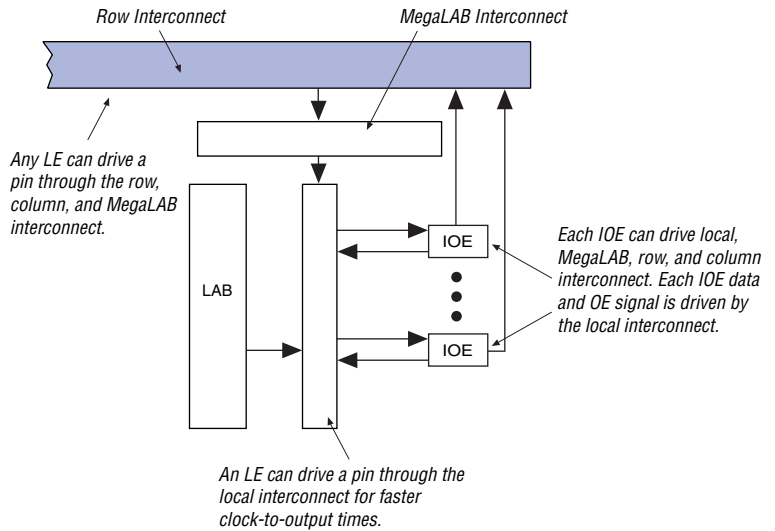 Row Interconnect
MegaLAB Interconnect
Any LE can drive a
pin through the row,
column, and MegaLAB
interconnect.
LAB
IOE
IOE
Each IOE can drive local,
MegaLAB, row, and column
interconnect. Each IOE data
and OE signal is driven by
the local interconnect.
An LE can drive a pin through the
local interconnect for faster
clock-to-output times.